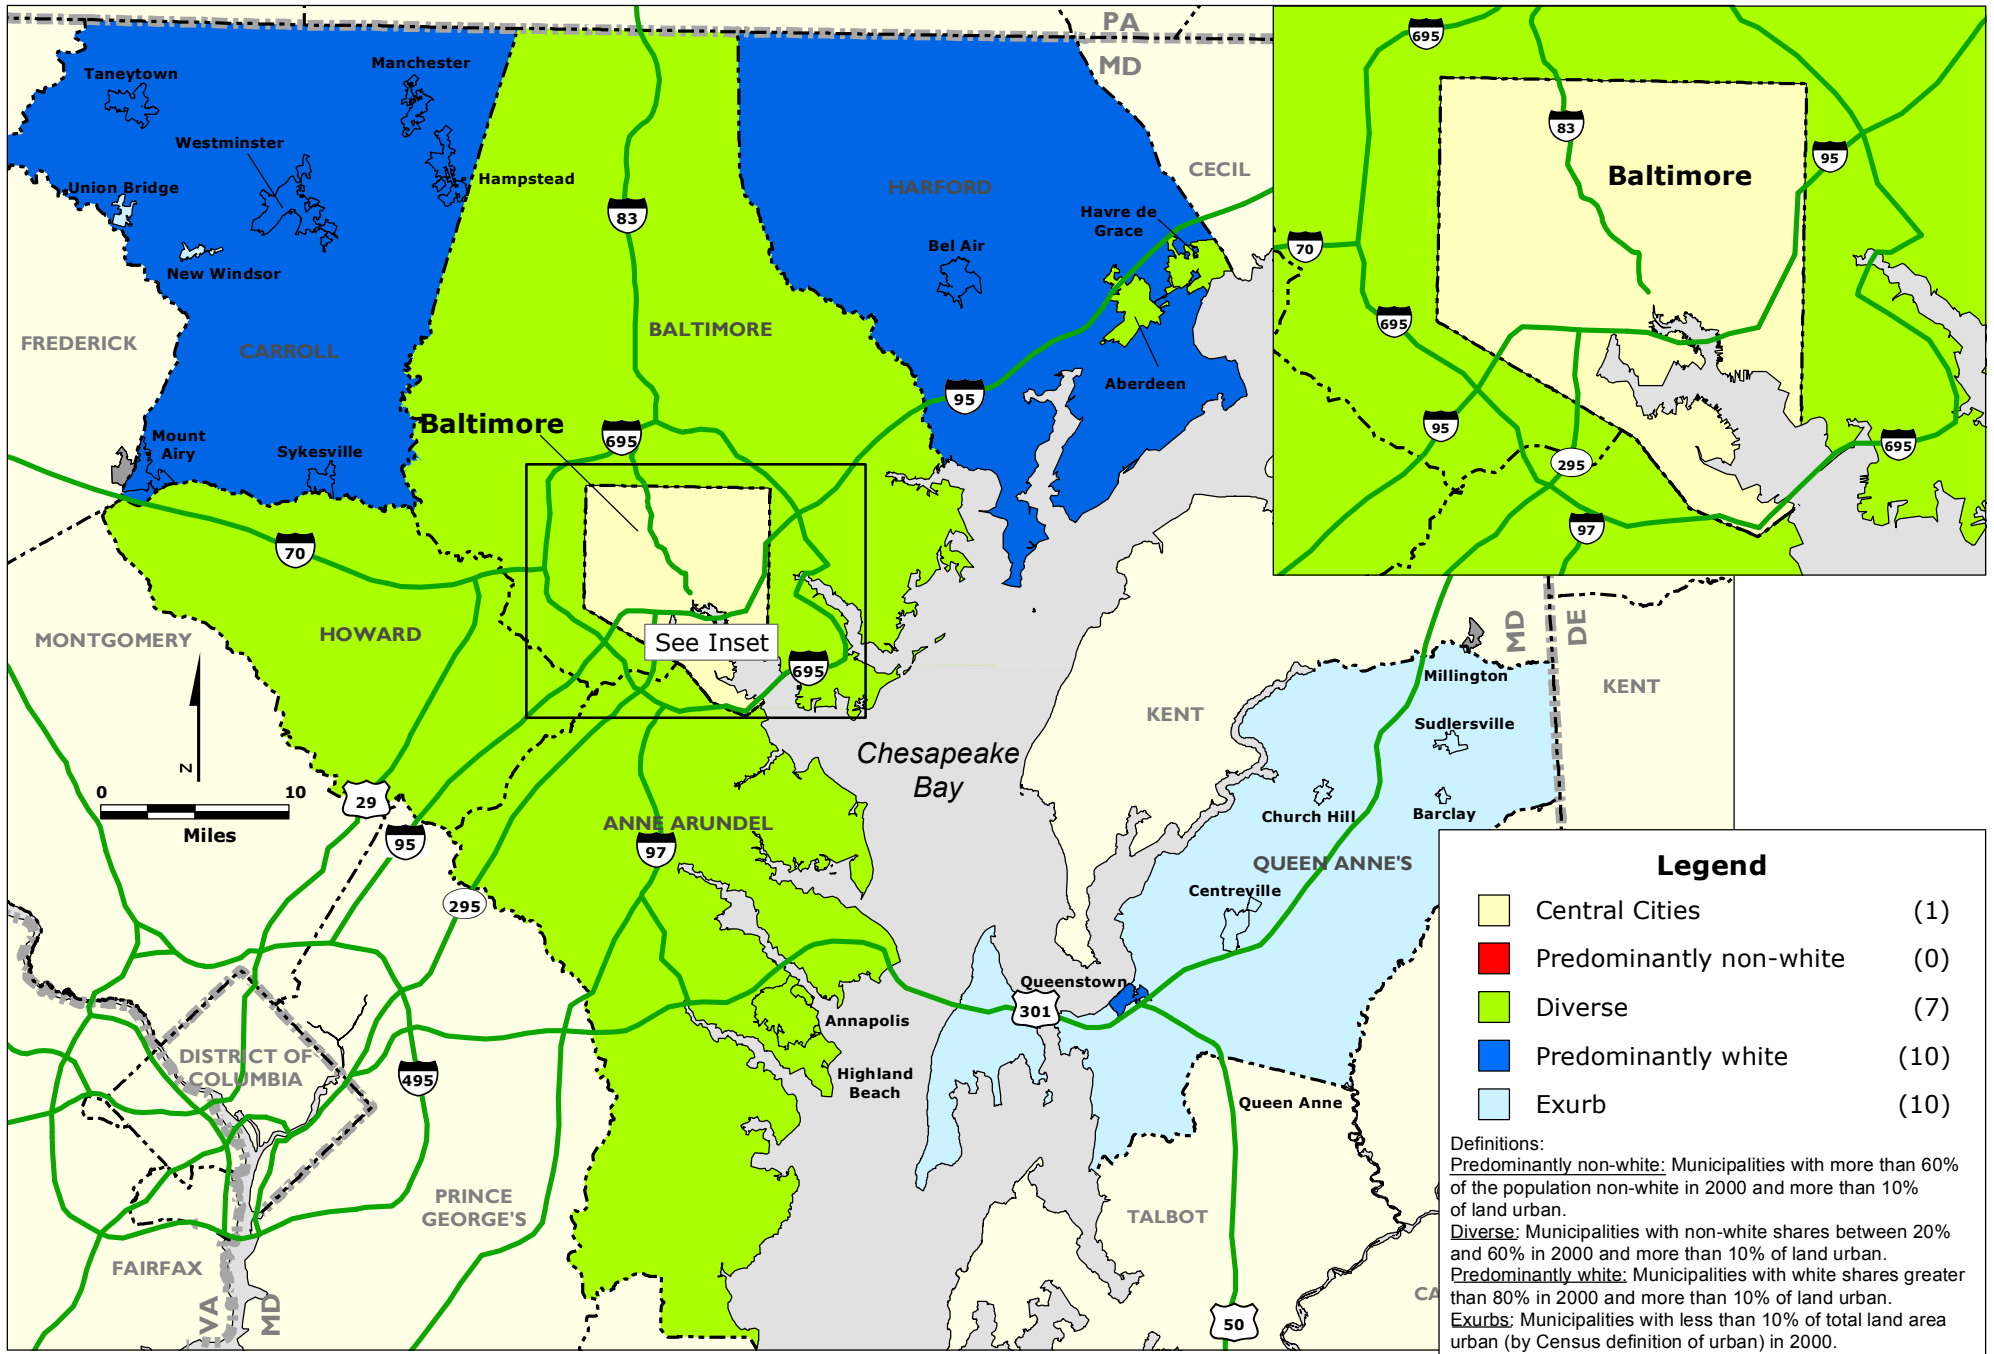 PA
MD
Taneytown
Manchester
Westminster
Union Bridge
Hampstead
New Windsor
HARFORD
CECIL
Havre de
Grace
Bel Air
83
FREDERICK
CARROLL
BALTIMORE
Aberdeen
95
Baltimore
695
Mount
Airy
Sykesville
70
MONTGOMERY
HOWARD
See Inset
695
N
0 10
Miles
29
95
295
ANNE ARUNDEL
97
Chesapeake
Bay
KENT
MD
DE
KENT
Millington
Sudlersville
Church Hill
Barclay
QUEEN ANNE'S
Centreville
Queenstown
301
Annapolis
Highland
Beach
DISTRICT OF
COLUMBIA
495
Queen Anne
PRINCE
GEORGE'S
TALBOT
FAIRFAX
VA
MD
50
CA
695
83
95
Baltimore
70
695
95
295
695
97
Legend
Central Cities (1)
Predominantly non-white (0)
Diverse (7)
Predominantly white (10)
Exurb (10)
Definitions:
Predominantly non-white: Municipalities with more than 60%
of the population non-white in 2000 and more than 10%
of land urban.
Diverse: Municipalities with non-white shares between 20%
and 60% in 2000 and more than 10% of land urban.
Predominantly white: Municipalities with white shares greater
than 80% in 2000 and more than 10% of land urban.
Exurbs: Municipalities with less than 10% of total land area
urban (by Census definition of urban) in 2000.